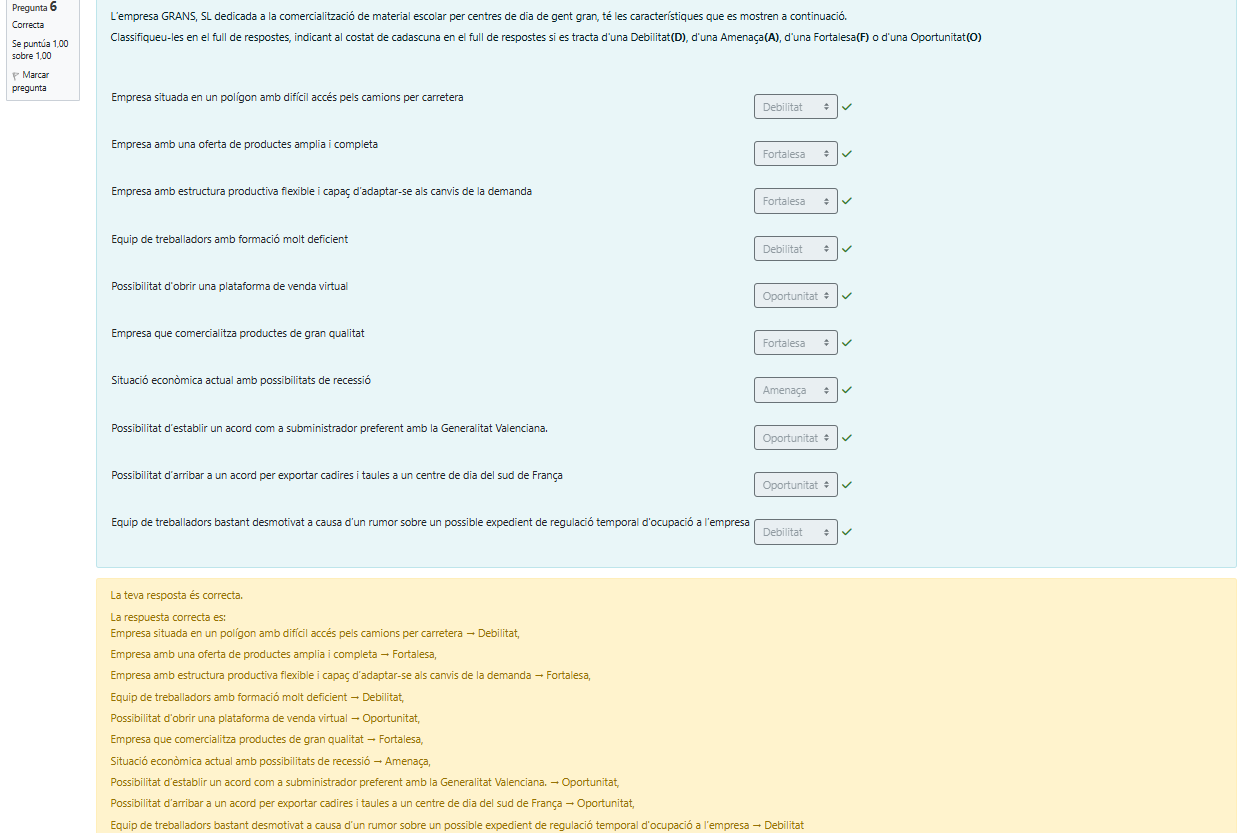 Pregunta 6
Correcta
Se puntúa 1,00
sobre 1,00
Marcar
pregunta
L'empresa GRANS, SL dedicada a la comercialització de material escolar per centres de dia de gent gran, té les característiques que es mostren a continuació.
Classifiqueu-les en el full de respostes, indicant al costat de cadascuna en el full de respostes si es tracta d'una Debilitat(D), d'una Amenaça(A), d'una Fortalesa(F) o d'una Oportunitat(O)
Empresa situada en un polígon amb difícil accés pels camions per carretera
Debilitat
Empresa amb una oferta de productes amplia i completa
Fortalesa
Empresa amb estructura productiva flexible i capaç d'adaptar-se als canvis de la demanda
Fortalesa
Equip de treballadors amb formació molt deficient
Debilitat
Possibilitat d'obrir una plataforma de venda virtual
Oportunitat
Empresa que comercialitza productes de gran qualitat
Fortalesa
Situació econòmica actual amb possibilitats de recessió
Amenaça
Possibilitat d'establir un acord com a subministrador preferent amb la Generalitat Valenciana.
Oportunitat
Possibilitat d'arribar a un acord per exportar cadires i taules a un centre de dia del sud de França
Oportunitat
Equip de treballadors bastant desmotivat a causa d'un rumor sobre un possible expedient de regulació temporal d'ocupació a l'empresa
Debilitat
La teva resposta és correcta.
La respuesta correcta es:
Empresa situada en un polígon amb difícil accés pels camions per carretera → Debilitat,
Empresa amb una oferta de productes amplia i completa → Fortalesa,
Empresa amb estructura productiva flexible i capaç d'adaptar-se als canvis de la demanda → Fortalesa,
Equip de treballadors amb formació molt deficient → Debilitat,
Possibilitat d'obrir una plataforma de venda virtual → Oportunitat,
Empresa que comercialitza productes de gran qualitat → Fortalesa,
Situació econòmica actual amb possibilitats de recessió → Amenaça,
Possibilitat d'establir un acord com a subministrador preferent amb la Generalitat Valenciana. → Oportunitat,
Possibilitat d'arribar a un acord per exportar cadires i taules a un centre de dia del sud de França → Oportunitat,
Equip de treballadors bastant desmotivat a causa d'un rumor sobre un possible expedient de regulació temporal d'ocupació a l'empresa → Debilitat